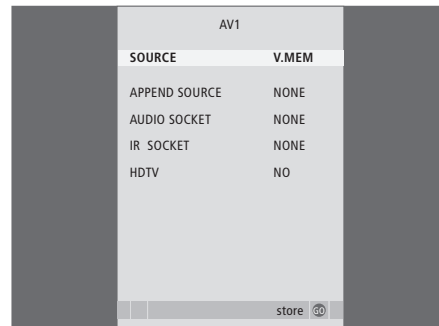 AV1
SOURCE V.MEM
APPEND SOURCE NONE
AUDIO SOCKET NONE
IR SOCKET NONE
HDTV NO
store GO